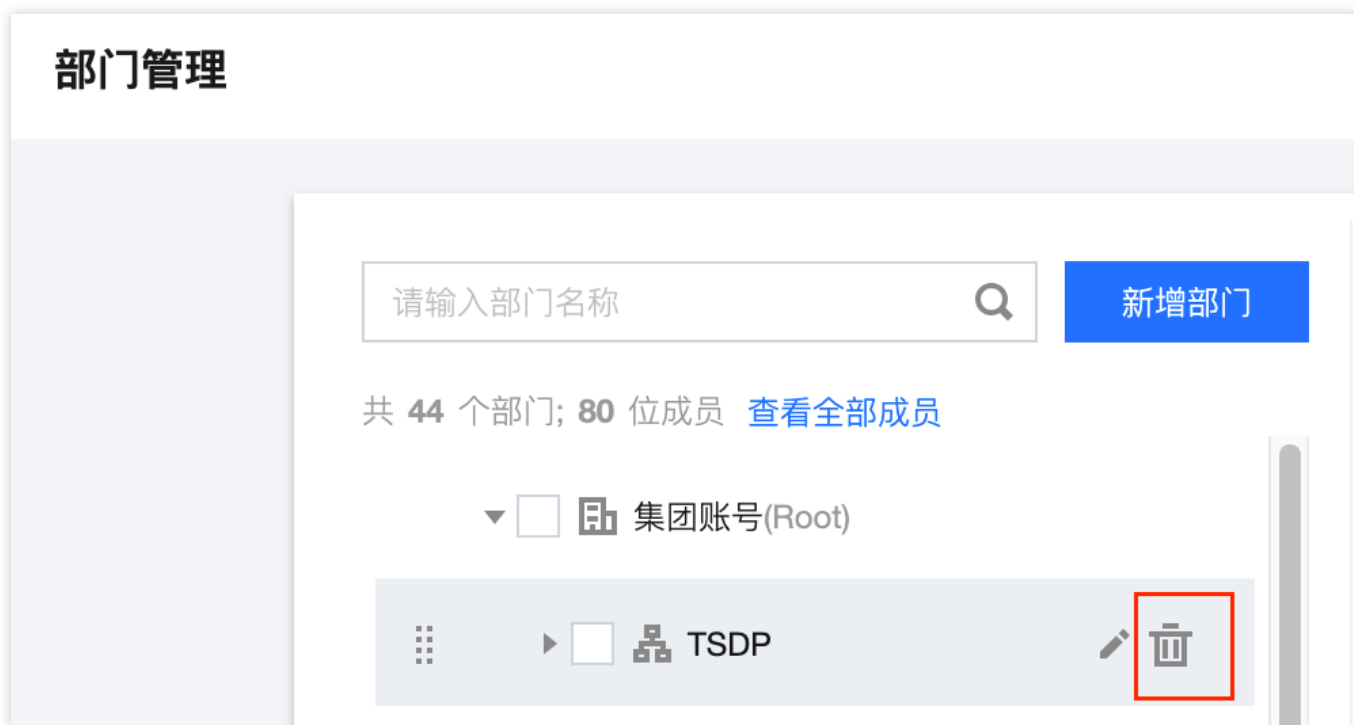 部门管理
请输入部门名称
新增部门
共 44 个部门; 80 位成员 查看全部成员
集团账号(Root)
TSDP